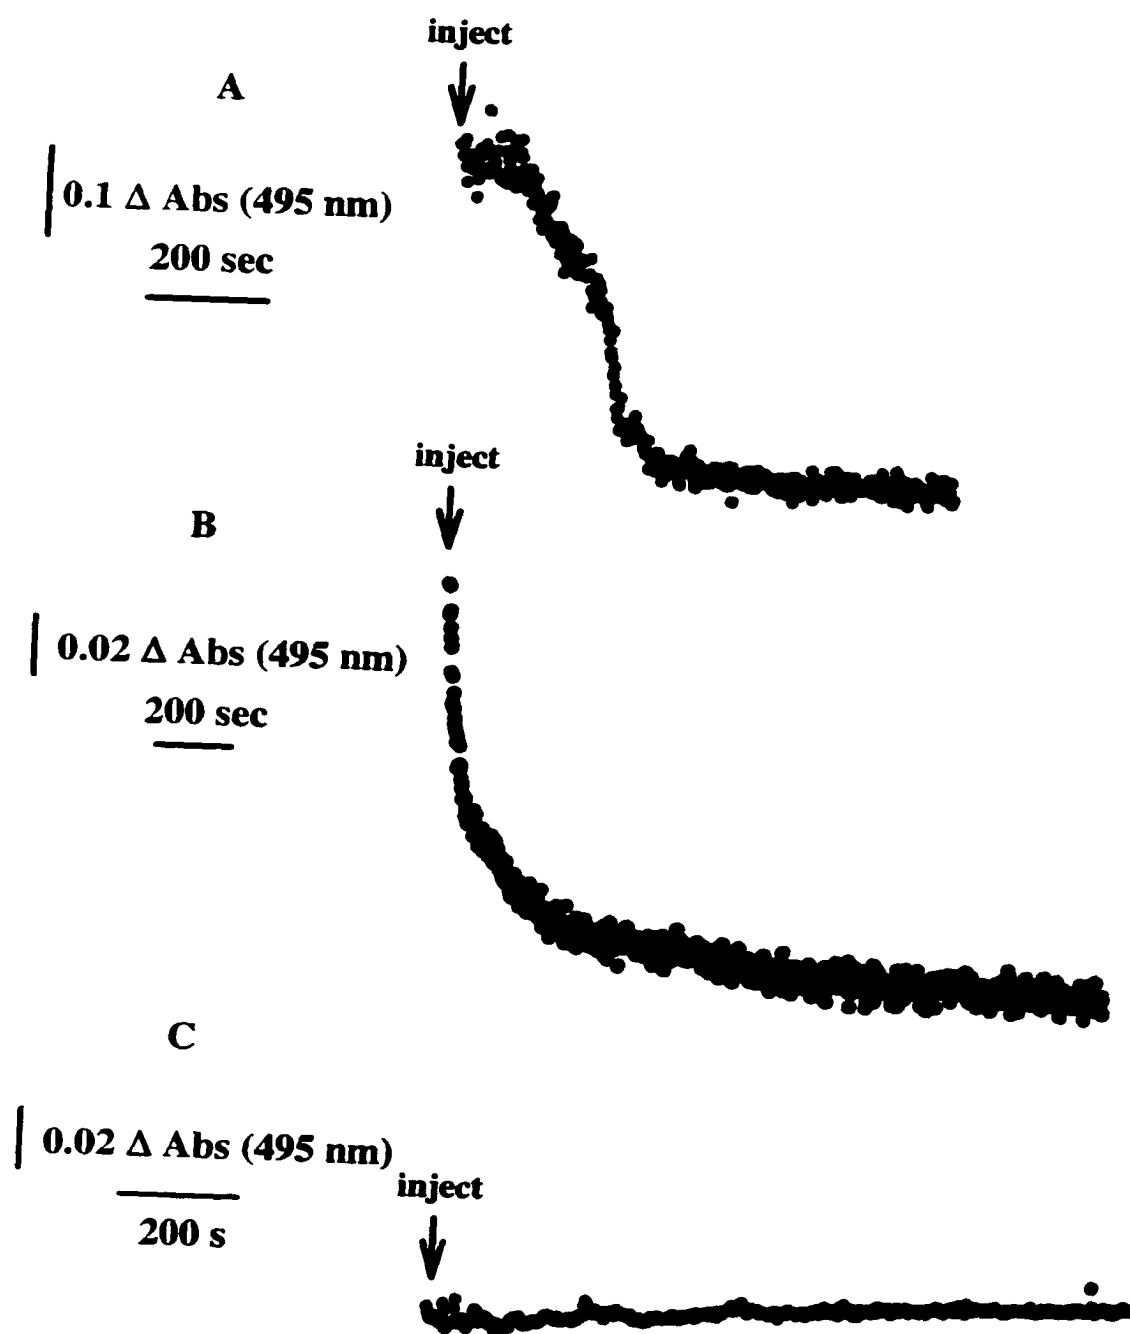 inject
A
0.1 Δ Abs (495 nm)
200 sec
inject
B
0.02 Δ Abs (495 nm)
200 sec
C
0.02 Δ Abs (495 nm)
inject
200 s